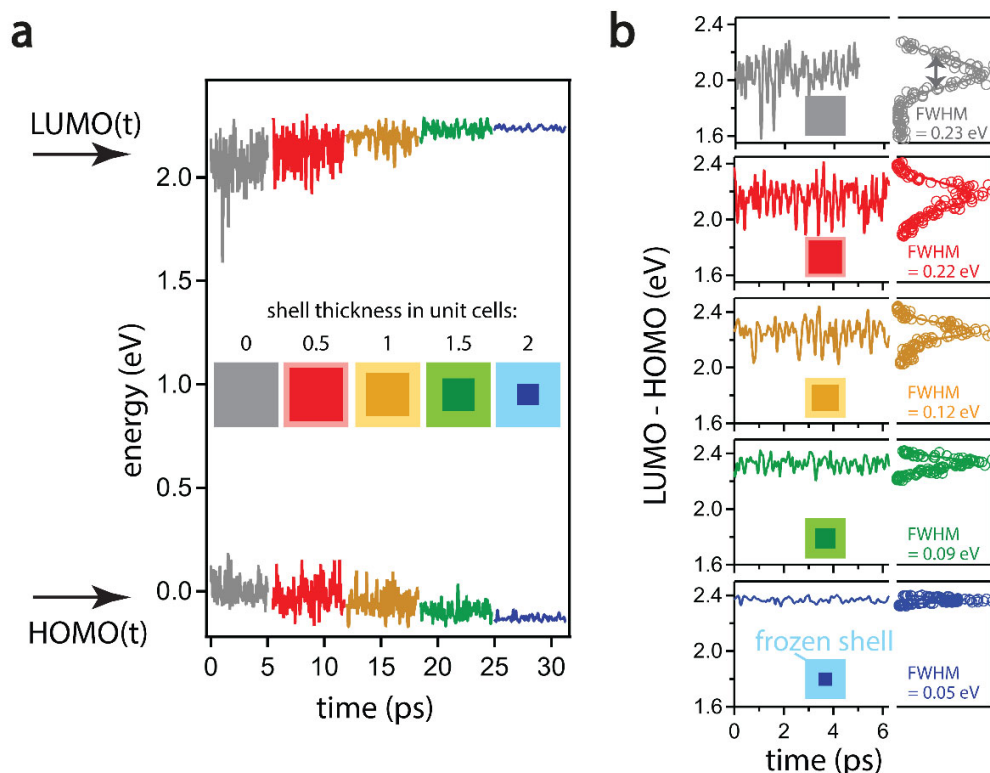 a
LUMO(t)
HOMO(t)
energy (eV)
2.0
1.5
1.0
0.5
0.0
shell thickness in unit cells:
0 0.5 1 1.5 2
0 5 10 15 20 25 30
time (ps)
b
LUMO - HOMO (eV)
2.4
2.0
1.6
FWHM
= 0.23 eV
2.4
2.0
1.6
FWHM
= 0.22 eV
2.4
2.0
1.6
FWHM
= 0.12 eV
2.4
2.0
1.6
FWHM
= 0.09 eV
2.4
2.0
1.6
frozen shell
FWHM
= 0.05 eV
0 2 4 6
time (ps)